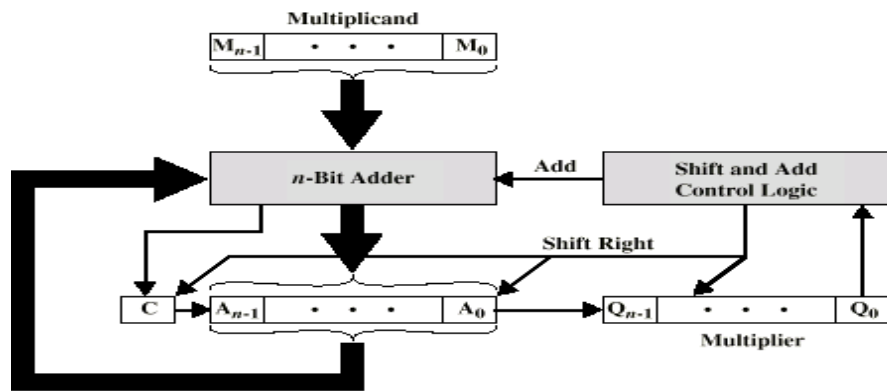 Multiplicand
Mn-1 • • • M0
n-Bit Adder
Add
Shift and Add
Control Logic
Shift Right
C
An-1 • • • A0
Qn-1 • • • Q0
Multiplier